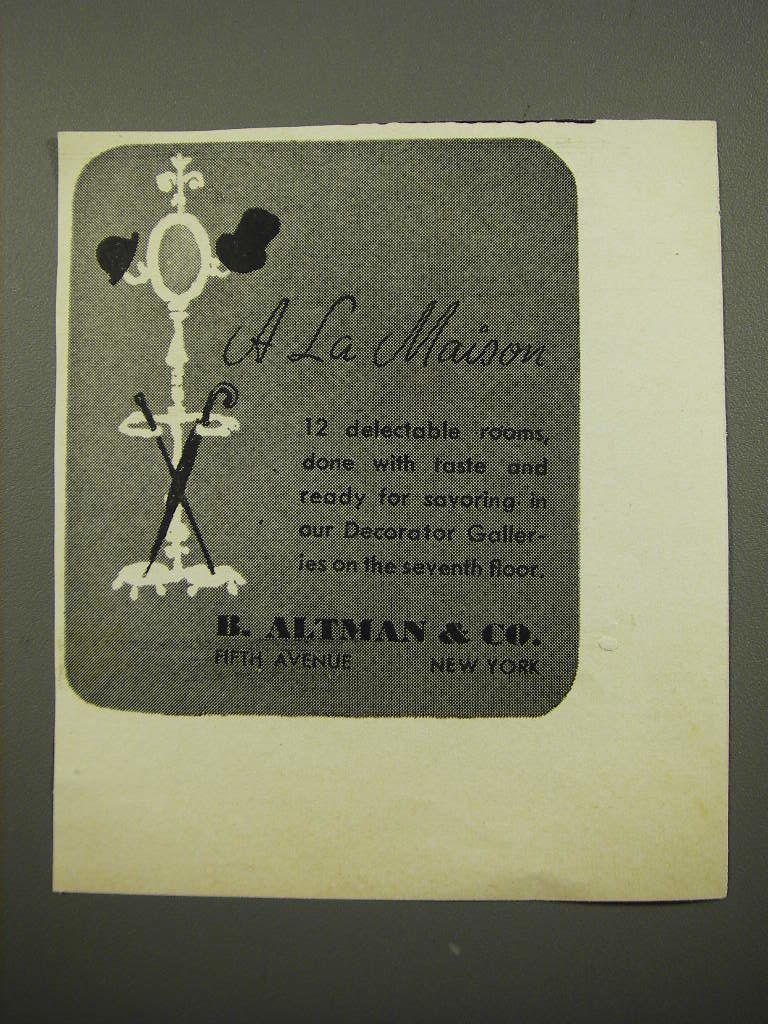 A La Maison
12 delectable rooms,
done with taste and
ready for savoring in
our Decorator Galler-
ies on the seventh floor.
B. ALTMAN & CO.
FIFTH AVENUE NEW YORK